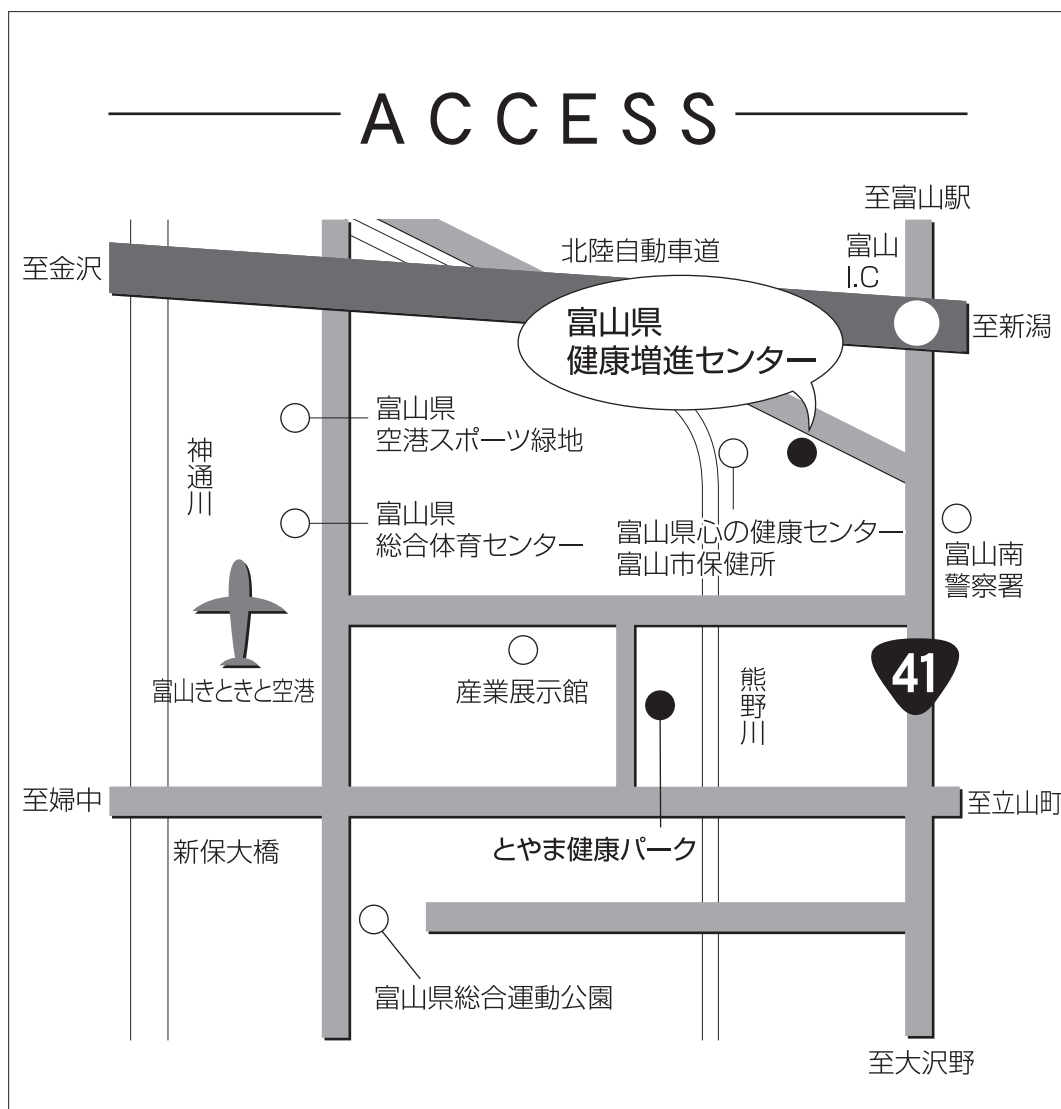 ACCESS
至富山駅
富山
I.C
北陸自動車道
至金沢
至新潟
富山県
健康増進センター
富山県
空港スポーツ緑地
神通川
富山県
総合体育センター
富山県心の健康センター
富山市保健所
富山南
警察署
富山きときと空港
産業展示館
熊野川
41
至婦中
至立山町
新保大橋
とやま健康パーク
富山県総合運動公園
至大沢野